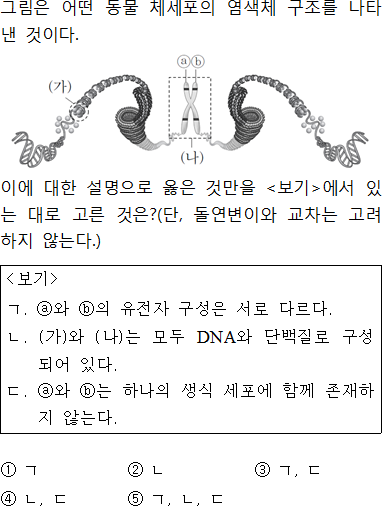 그림은 어떤 동물 체세포의 염색체 구조를 나타
낸 것이다.
ⓐ ⓑ
(가)
(나)
이에 대한 설명으로 옳은 것만을 <보기>에서 있
는 대로 고른 것은?(단, 돌연변이와 교차는 고려
하지 않는다.)
<보기>
ㄱ. ⓐ와 ⓑ의 유전자 구성은 서로 다르다.
ㄴ. (가)와 (나)는 모두 DNA와 단백질로 구성
되어 있다.
ㄷ. ⓐ와 ⓑ는 하나의 생식 세포에 함께 존재하
지 않는다.
① ㄱ ② ㄴ ③ ㄱ, ㄷ
④ ㄴ, ㄷ ⑤ ㄱ, ㄴ, ㄷ